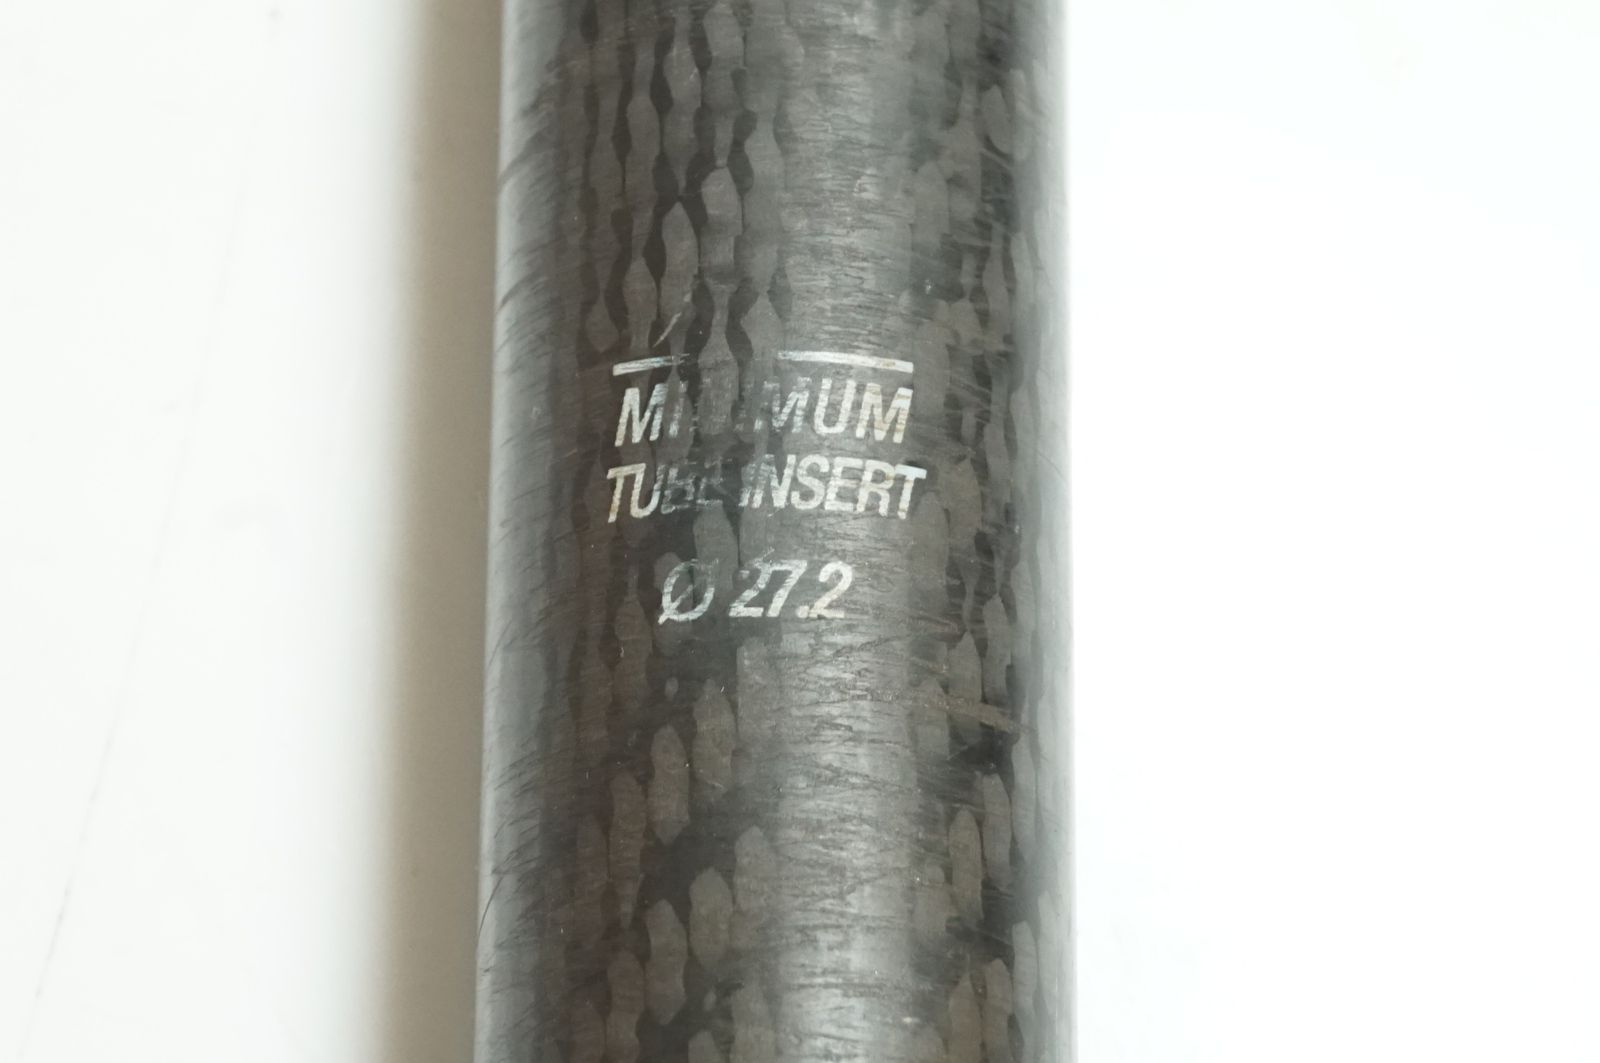 MINIMUM
TUBE INSERT
Ø 27.2